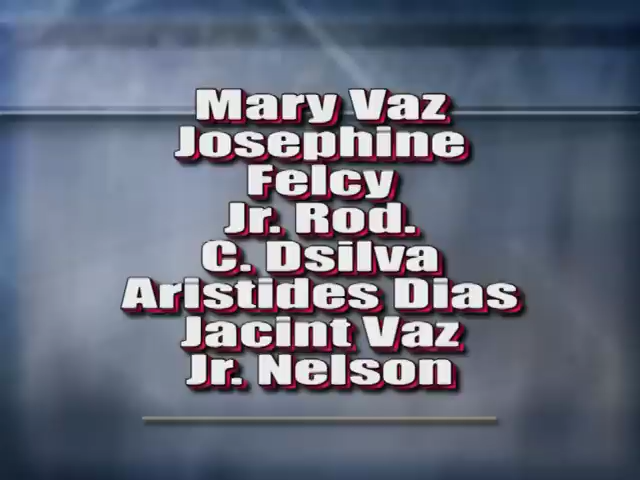 Mary Vaz
Josephine
Felcy
Jr. Rod.
C. Dsilva
Aristides Dias
Jacint Vaz
Jr. Nelson